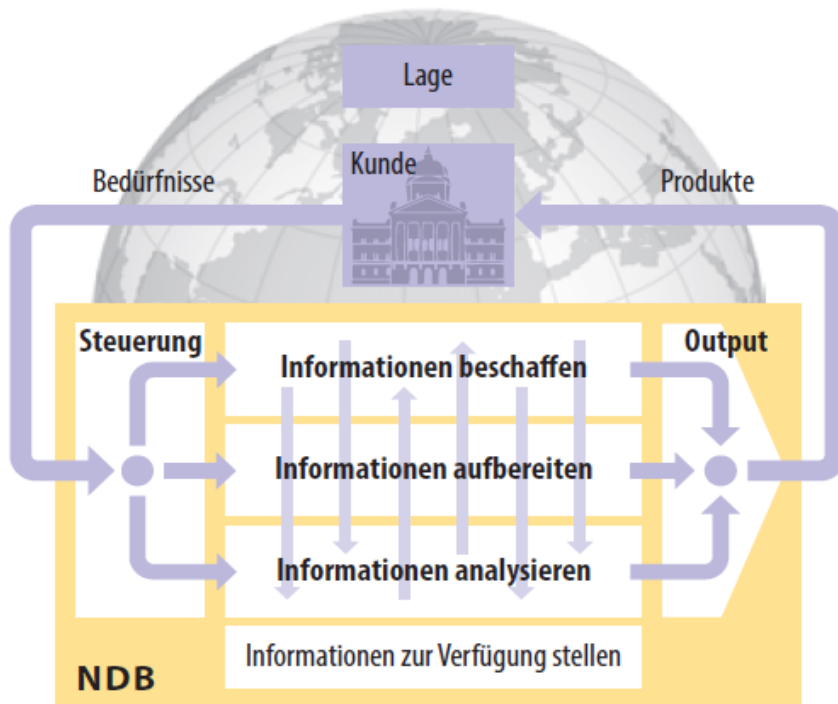 Lage
Kunde
Bedürfnisse
Produkte
Steuerung
Output
Informationen beschaffen
Informationen aufbereiten
Informationen analysieren
Informationen zur Verfügung stellen
NDB